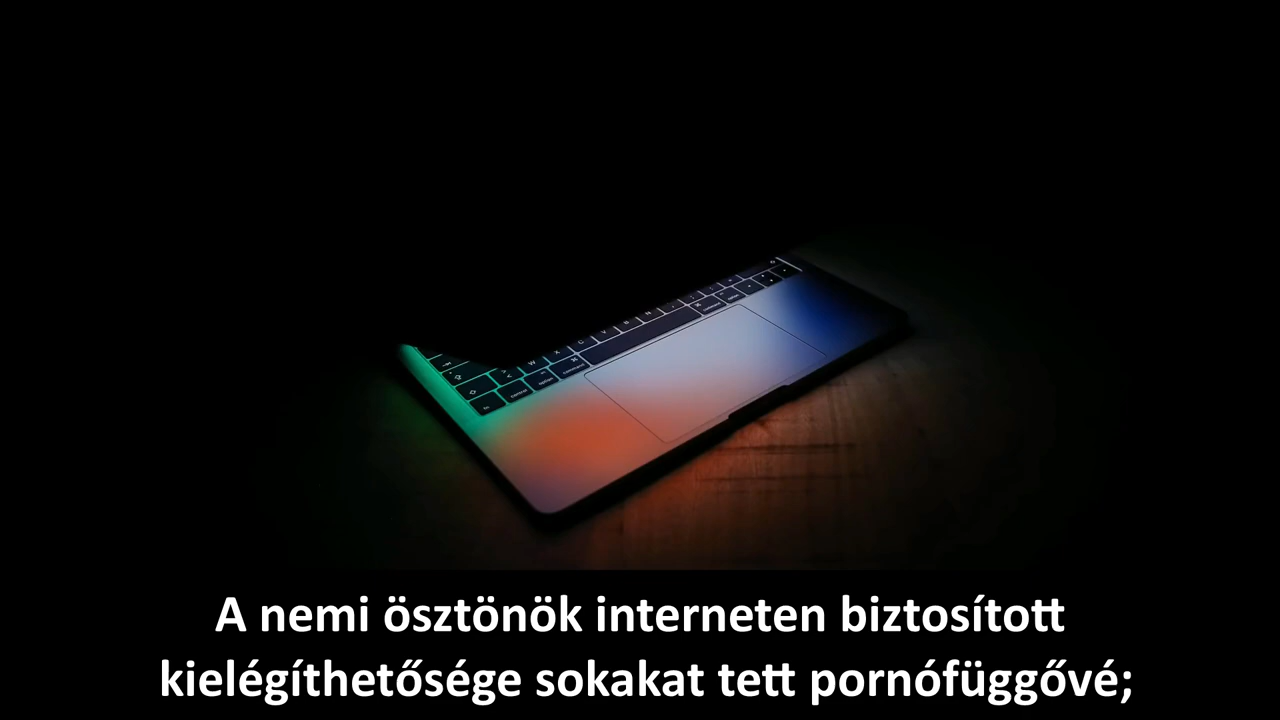 A nemi ösztönök interneten biztosított
kielégíthetősége sokakat tett pornófüggővé;